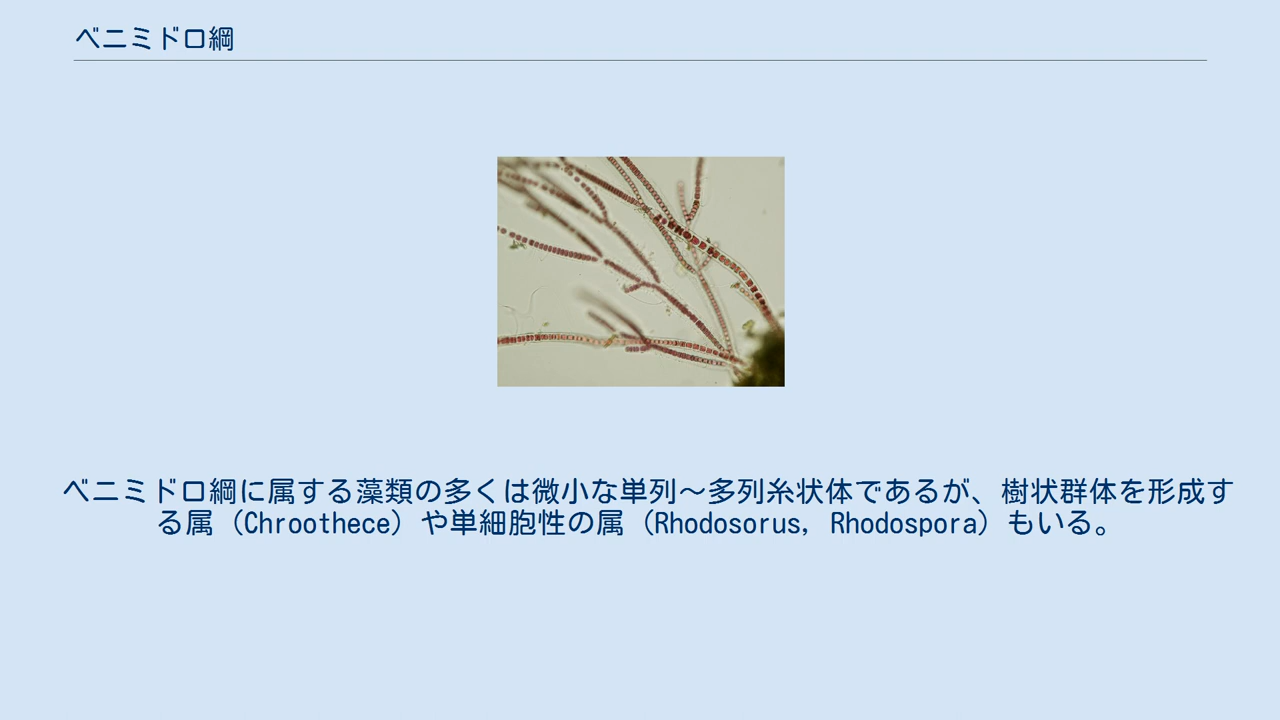 ベニミドロ綱
ベニミドロ綱に属する藻類の多くは微小な単列〜多列糸状体であるが、樹状群体を形成す
る属（Chroothece）や単細胞性の属（Rhodosorus, Rhodospora）もいる。